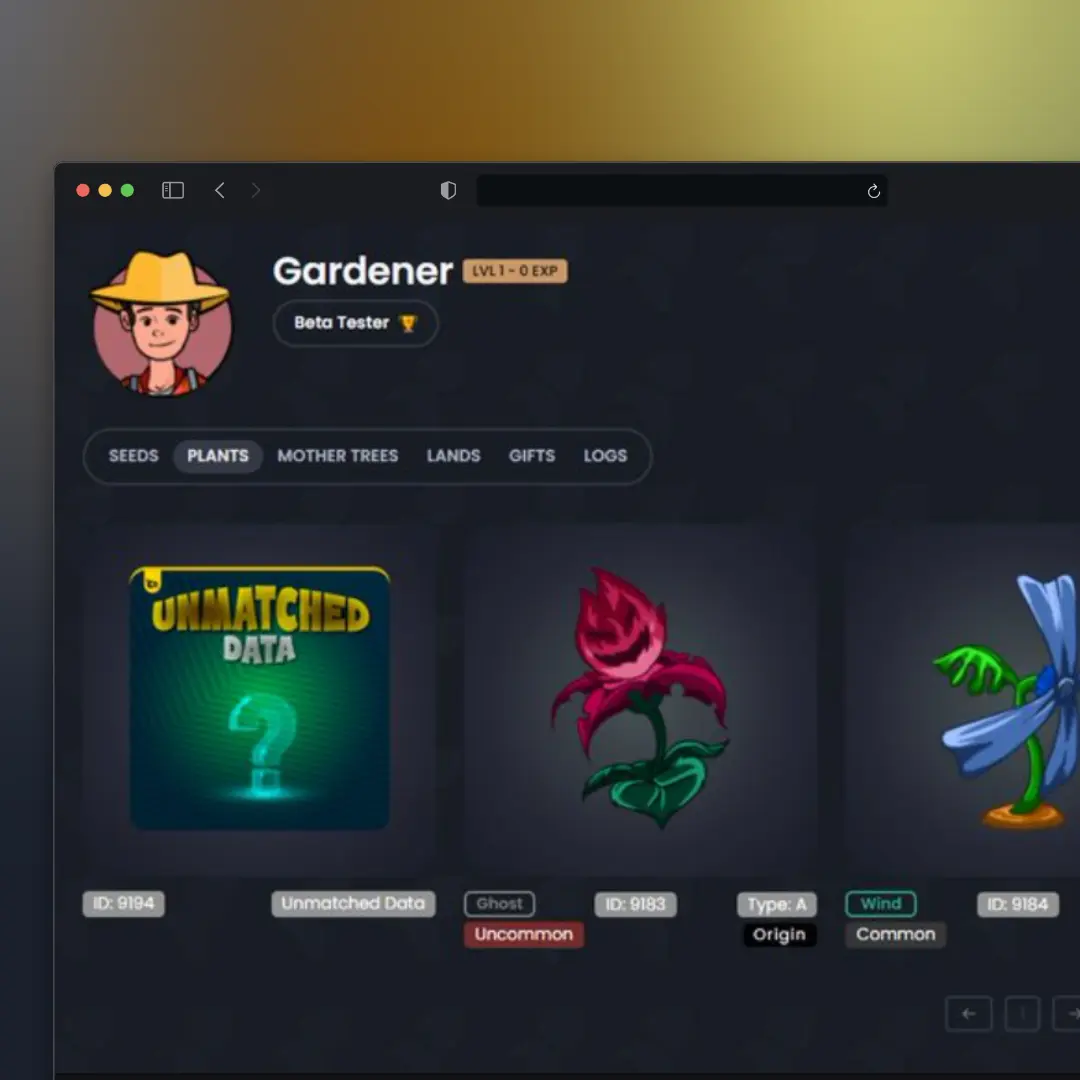 Gardener LVL 1 - 0 EXP
Beta Tester
SEEDS PLANTS MOTHER TREES LANDS GIFTS LOGS
UNMATCHED
DATA
?
ID: 9194 Unmatched Data
Ghost ID: 9183 Type: A
Uncommon Origin
Wind ID: 9184
Common
1